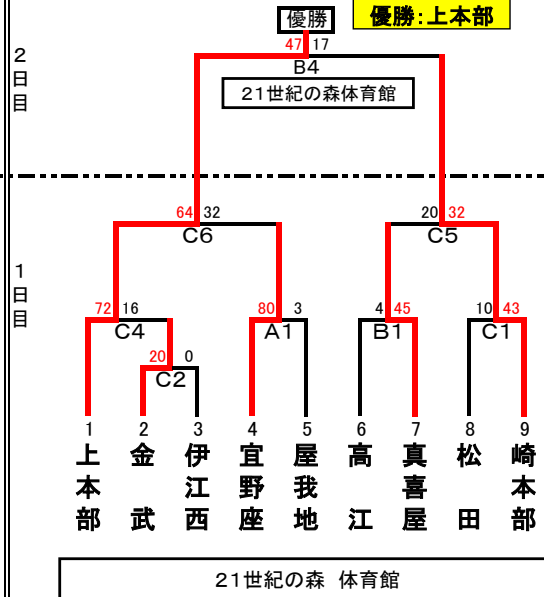 優勝
優勝:上本部
47 17
B4
21世紀の森体育館
2日目
64 32
C6
20 32
C5
1日目
72 16
C4
80 3
A1
4 45
B1
10 43
C1
20 0
C2
1 2 3 4 5 6 7 8 9
上本部
金武
伊江西
宜野座
屋我地
高江
真喜屋
松田
崎本部
21世紀の森 体育館